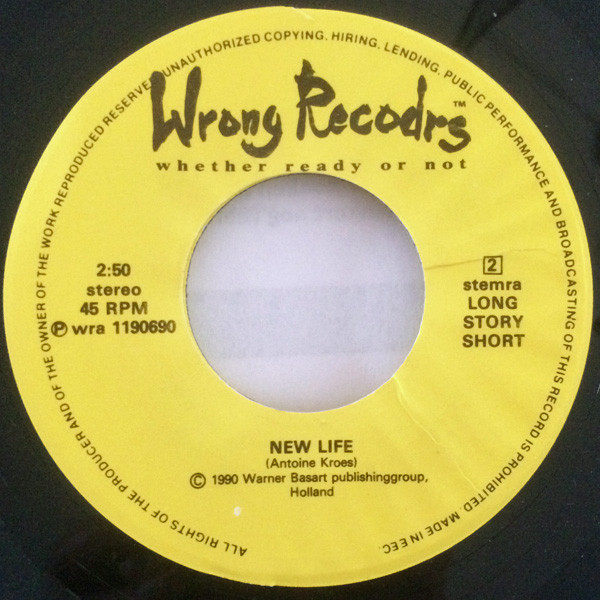 ALL RIGHTS OF THE PRODUCER AND OF THE OWNER OF THE WORK REPRODUCED RESERVED. UNAUTHORIZED COPYING, HIRING, LENDING, PUBLIC PERFORMANCE AND BROADCASTING OF THIS RECORD IS PROHIBITED. MADE IN EEC.
Wrong Recodrs™
whether ready or not
2:50
stereo
45 RPM
Ⓟ wra 1190690
2
stemra
LONG
STORY
SHORT
NEW LIFE
(Antoine Kroes)
© 1990 Warner Basart publishinggroup,
Holland